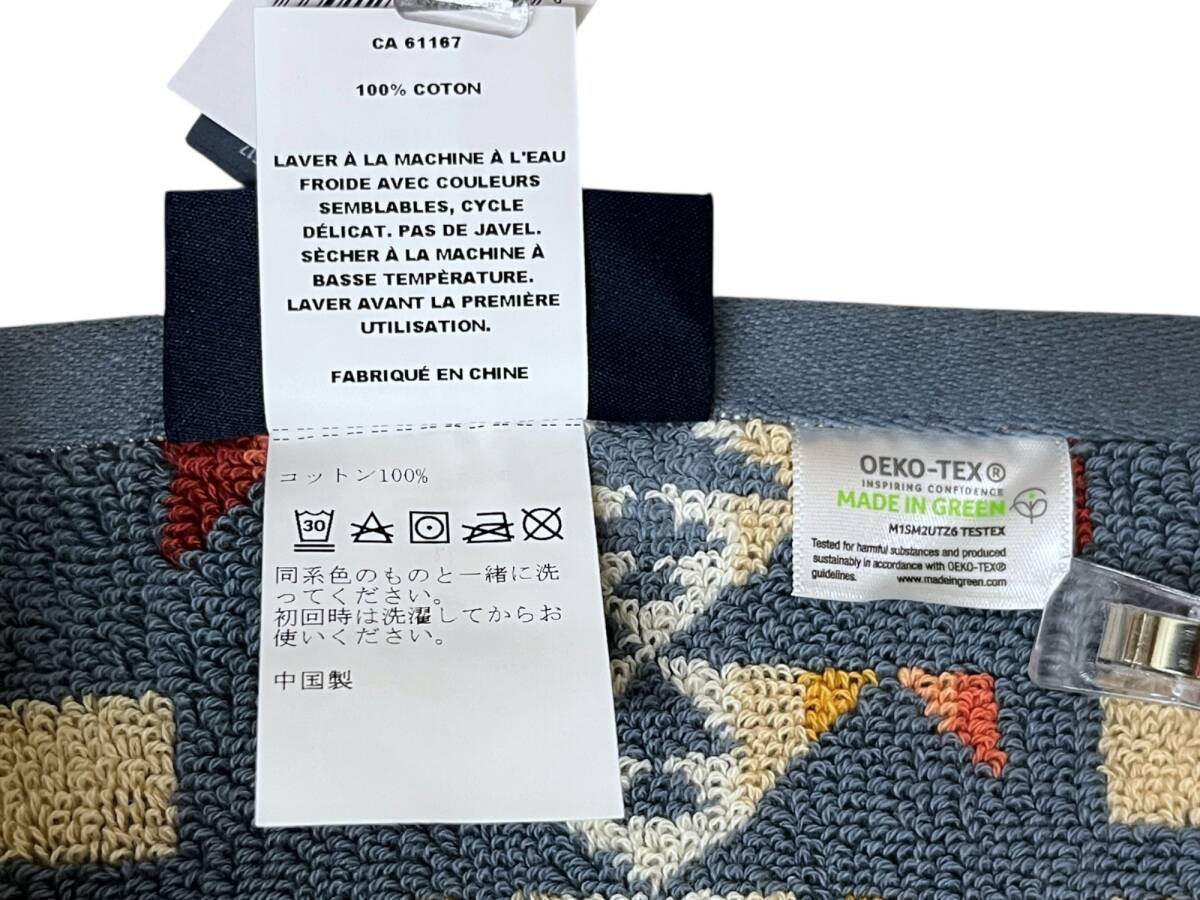 CA 61167
100% COTON
LAVER À LA MACHINE À L'EAU
FROIDE AVEC COULEURS
SEMBLABLES, CYCLE
DÉLICAT. PAS DE JAVEL.
SÈCHER À LA MACHINE À
BASSE TEMPÈRATURE.
LAVER AVANT LA PREMIÈRE
UTILISATION.
FABRIQUÉ EN CHINE
コットン100%
30
同系色のものと一緒に洗
ってください。
初回時は洗濯してからお
使いください。
中国製
OEKO-TEX®
INSPIRING CONFIDENCE
MADE IN GREEN
M1SM2UTZ6 TESTEX
Tested for harmful substances and produced
sustainably in accordance with OEKO-TEX®
guidelines. www.madeingreen.com